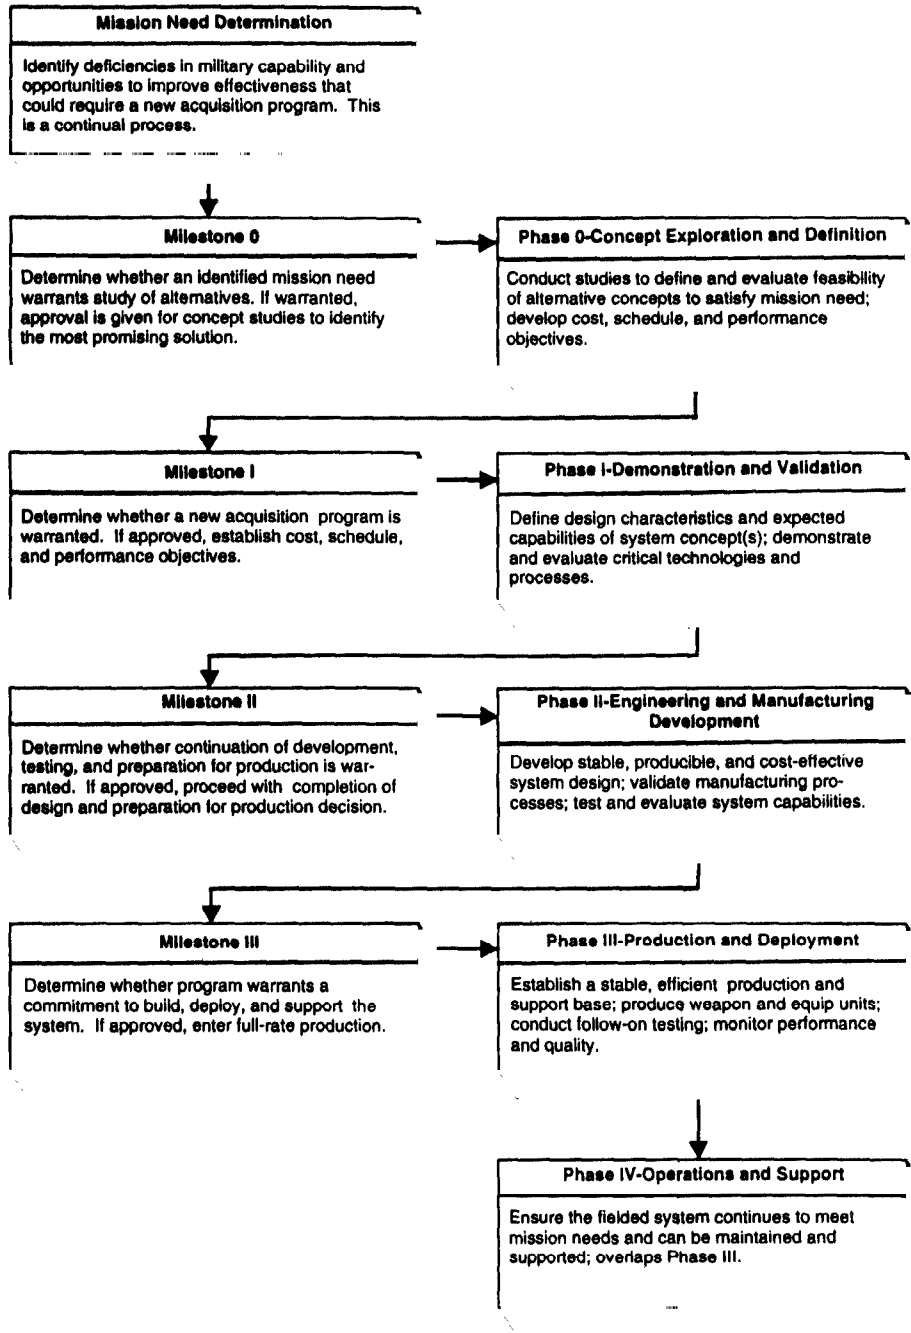 Mission Need Determination
Identify deficiencies in military capability and
opportunities to improve effectiveness that
could require a new acquisition program. This
is a continual process.
Milestone 0
Determine whether an identified mission need
warrants study of alternatives. If warranted,
approval is given for concept studies to identify
the most promising solution.
Phase 0-Concept Exploration and Definition
Conduct studies to define and evaluate feasibility
of alternative concepts to satisfy mission need;
develop cost, schedule, and performance
objectives.
Milestone I
Determine whether a new acquisition program is
warranted. If approved, establish cost, schedule,
and performance objectives.
Phase I-Demonstration and Validation
Define design characteristics and expected
capabilities of system concept(s); demonstrate
and evaluate critical technologies and
processes.
Milestone II
Determine whether continuation of development,
testing, and preparation for production is war-
ranted. If approved, proceed with completion of
design and preparation for production decision.
Phase II-Engineering and Manufacturing
Development
Develop stable, producible, and cost-effective
system design; validate manufacturing pro-
cesses; test and evaluate system capabilities.
Milestone III
Determine whether program warrants a
commitment to build, deploy, and support the
system. If approved, enter full-rate production.
Phase III-Production and Deployment
Establish a stable, efficient production and
support base; produce weapon and equip units;
conduct follow-on testing; monitor performance
and quality.
Phase IV-Operations and Support
Ensure the fielded system continues to meet
mission needs and can be maintained and
supported; overlaps Phase III.